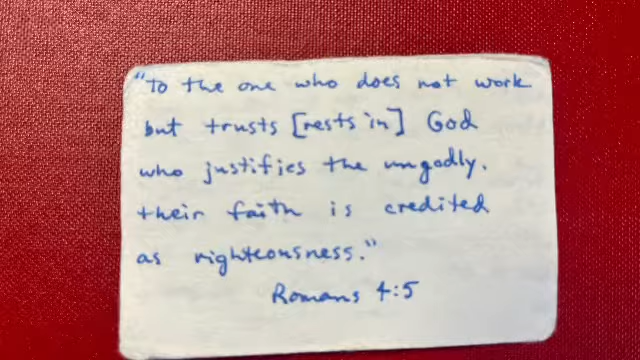 "To the one who does not work
but trusts [rests in] God
who justifies the ungodly.
their faith is credited
as righteousness."
Romans 4:5